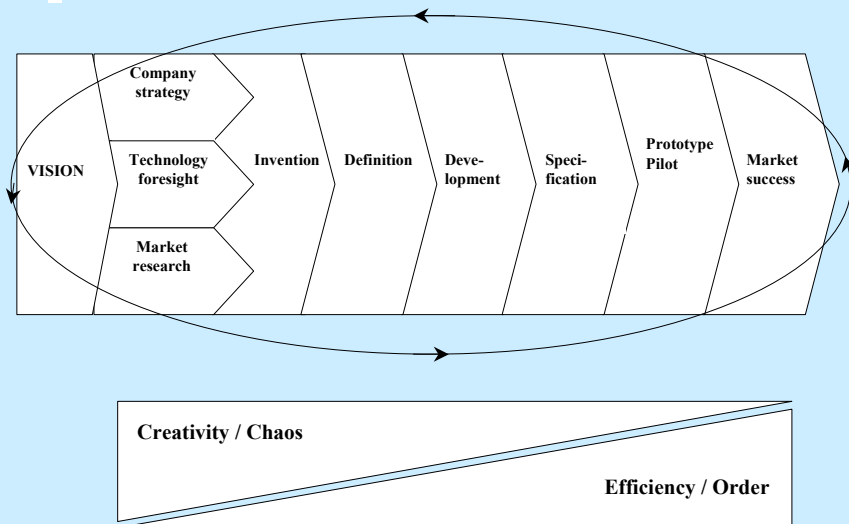 Company
strategy
VISION
Technology
foresight
Market
research
Invention
Definition
Deve-
lopment
Speci-
fication
Prototype
Pilot
Market
success
Creativity / Chaos
Efficiency / Order